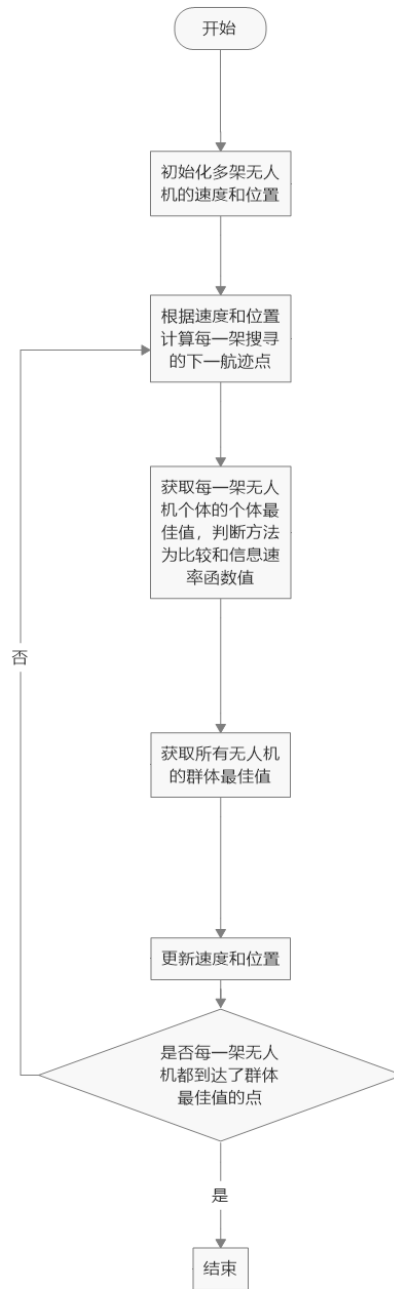 开始
初始化多架无人
机的速度和位置
根据速度和位置
计算每一架搜寻
的下一航迹点
获取每一架无人
机个体的个体最
佳值，判断方法
为比较和信息速
率函数值
否
获取所有无人机
的群体最佳值
更新速度和位置
是否每一架无人
机都到达了群体
最佳值的点
是
结束